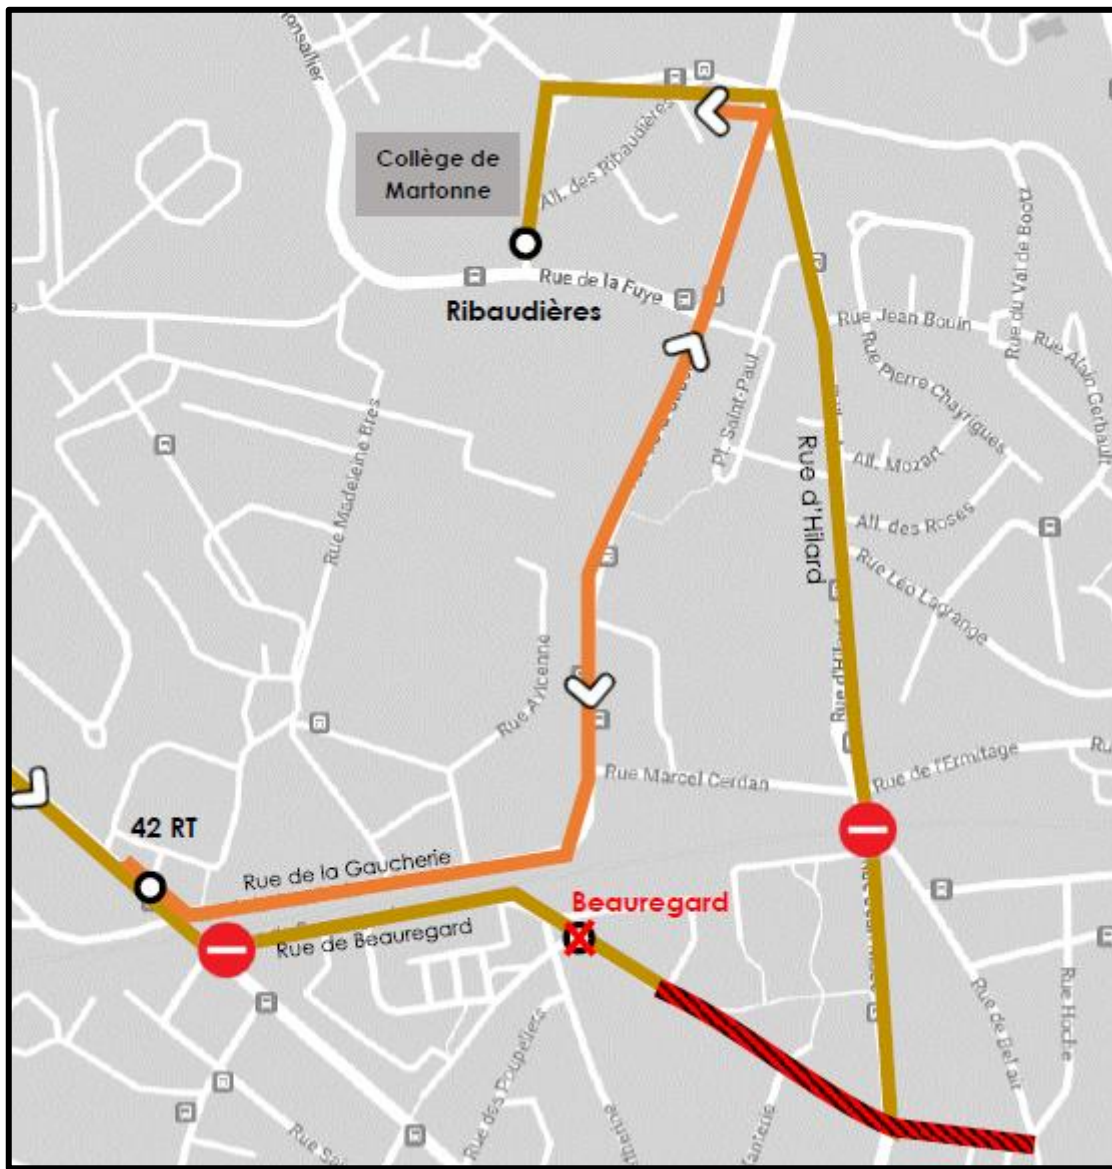 Collège de
Martonne
All. des Ribaudières
Rue de la Fuye
Ribaudières
Rue du Val de Bootz
Rue Jean Bouin
Rue Alain Gerbault
Rue Pierre Chayrigues
Pl. Saint-Paul
Rue Madeleine Bres
All. Mozart
Rue d'Hilard
All. des Roses
Rue Léo Lagrange
Rue Avicenne
Rue Marcel Cerdan
Rue de l'Ermitage
42 RT
Rue de la Gaucherie
Beauregard
Rue de Beauregard
Rue des Poupeliers
Rue de Bel air
Rue Hoche